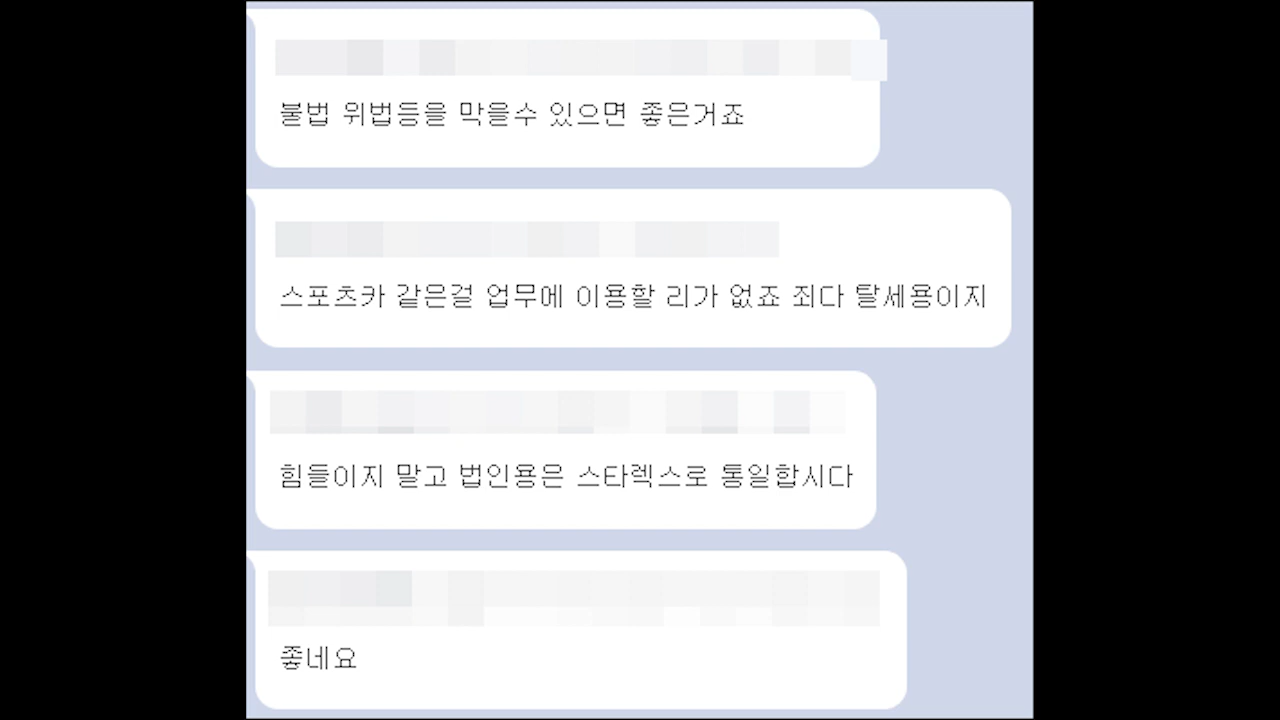 불법 위법등을 막을수 있으면 좋은거죠
스포츠카 같은걸 업무에 이용할 리가 없죠 죄다 탈세용이지
힘들이지 말고 법인용은 스타렉스로 통일합시다
좋네요